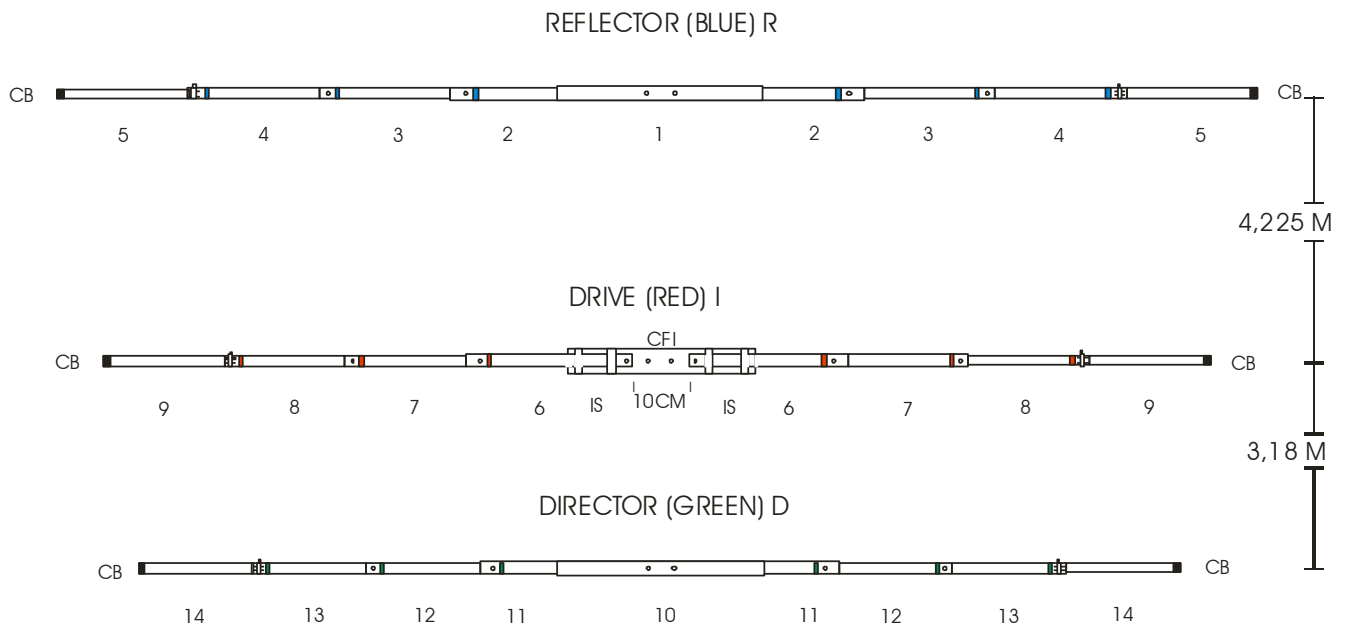 REFLECTOR (BLUE) R
CB CB
5 4 3 2 1 2 3 4 5
4,225 M
DRIVE (RED) I
CFI
CB CB
10CM
9 8 7 6 IS IS 6 7 8 9
3,18 M
DIRECTOR (GREEN) D
CB CB
14 13 12 11 10 11 12 13 14